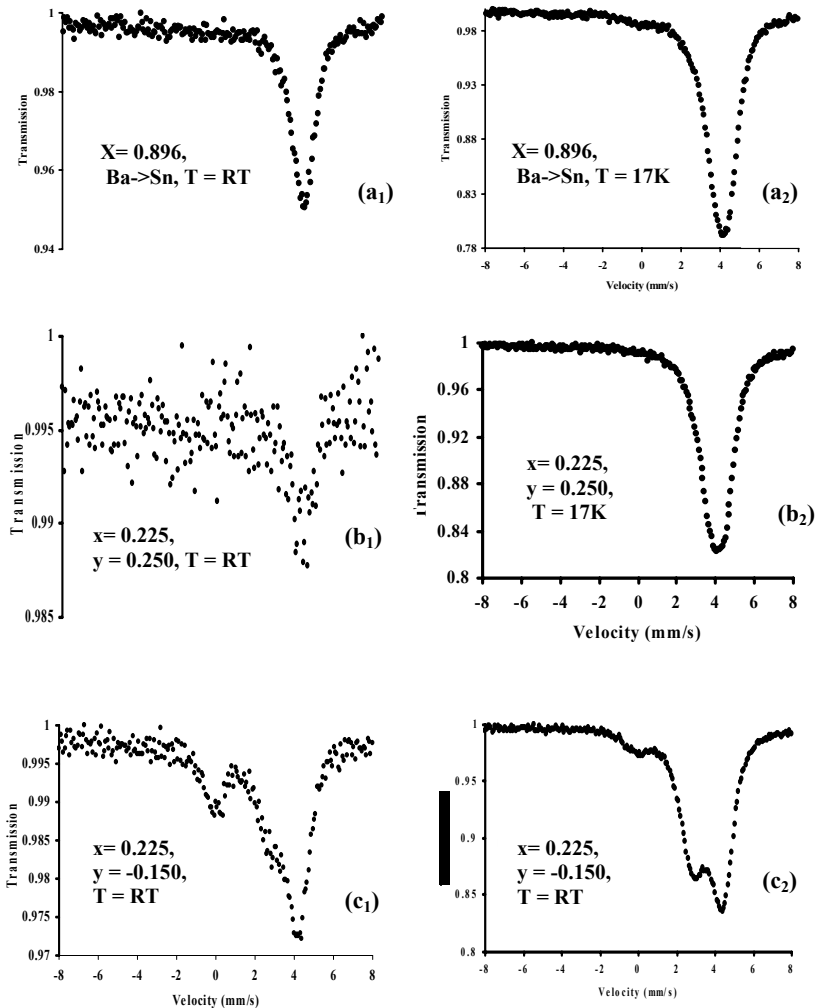 1
0.98
0.96
0.94
Transmission
X= 0.896,
Ba->Sn, T = RT
(a1)
0.98
0.93
0.88
0.83
0.78
Transmission
X= 0.896,
Ba->Sn, T = 17K
(a2)
-8 -6 -4 -2 0 2 4 6 8
Velocity (mm/s)
1
0.995
0.99
0.985
Transmission
x= 0.225,
y = 0.250, T = RT
(b1)
1
0.96
0.92
0.88
0.84
0.8
Transmission
x= 0.225,
y = 0.250,
T = 17K
(b2)
-8 -6 -4 -2 0 2 4 6 8
Velocity (mm/s)
1
0.995
0.99
0.985
0.98
0.975
0.97
Transmission
x= 0.225,
y = -0.150,
T = RT
(c1)
-8 -6 -4 -2 0 2 4 6 8
Velocity (mm/s)
1
0.95
0.9
0.85
0.8
x= 0.225,
y = -0.150,
T = RT
(c2)
-8 -6 -4 -2 0 2 4 6 8
Velocity (mm/s)